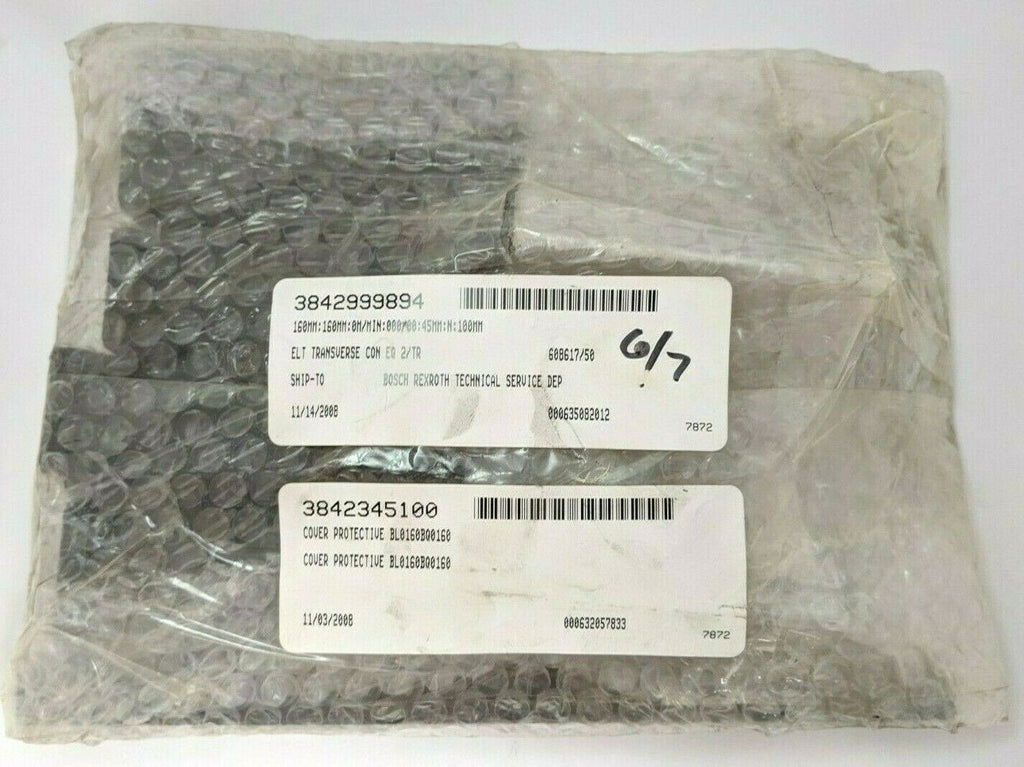 3842999894
160MM:160MM:0M/MIN:000/00:45MM:N:100MM
ELT TRANSVERSE CON EQ 2/TR 60B617/50
6/7
SHIP-TO BOSCH REXROTH TECHNICAL SERVICE DEP
11/14/2008 000635082012
7872
3842345100
COVER PROTECTIVE BL0160BQ0160
COVER PROTECTIVE BL0160BQ0160
11/03/2008 000632057833
7872